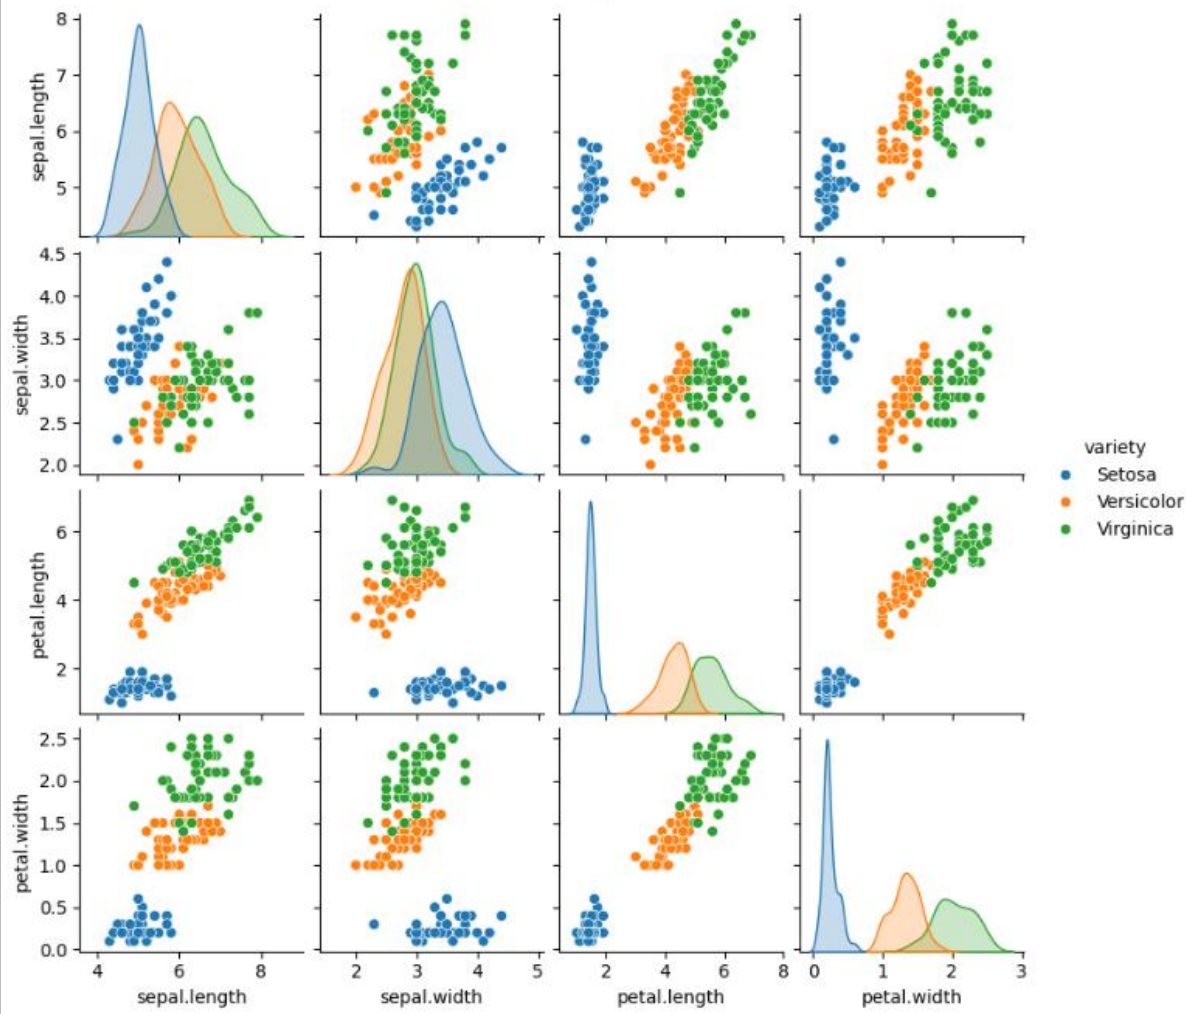 8
7
6
5
sepal.length
4.5
4.0
3.5
3.0
2.5
2.0
sepal.width
variety
Setosa
Versicolor
Virginica
6
4
2
petal.length
2.5
2.0
1.5
1.0
0.5
0.0
petal.width
4 6 8
2 3 4 5
2 4 6 8
0 1 2 3
sepal.length
sepal.width
petal.length
petal.width